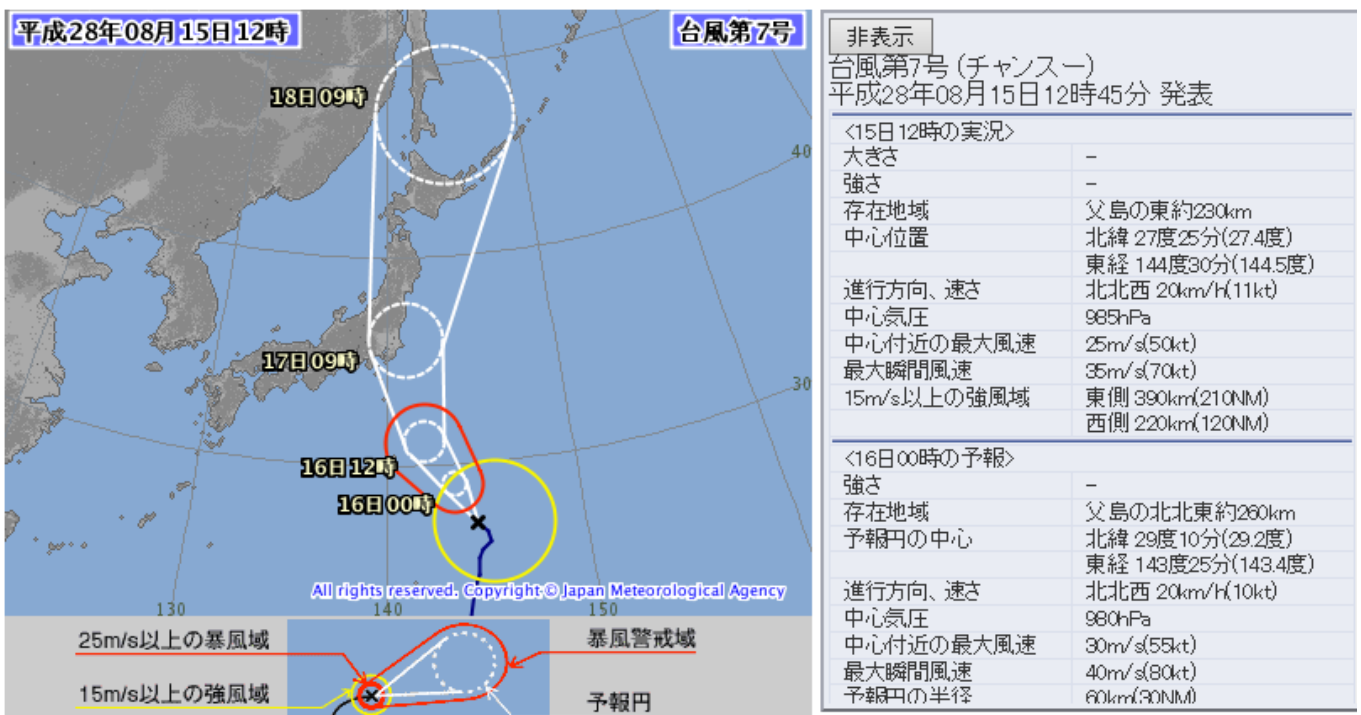 平成28年08月15日12時
台風第7号
18日09時
40
17日09時
30
16日12時
16日00時
All rights reserved. Copyright © Japan Meteorological Agency
130
140
150
25m/s以上の暴風域
暴風警戒域
15m/s以上の強風域
予報円
非表示
台風第7号 (チャンスー)
平成28年08月15日12時45分 発表
<15日12時の実況>
大きさ -
強さ -
存在地域 父島の東約230km
中心位置 北緯 27度25分(27.4度)
東経 144度30分(144.5度)
進行方向、速さ 北北西 20km/h(11kt)
中心気圧 985hPa
中心付近の最大風速 25m/s(50kt)
最大瞬間風速 35m/s(70kt)
15m/s以上の強風域 東側 390km(210NM)
西側 220km(120NM)
<16日00時の予報>
強さ -
存在地域 父島の北北東約260km
予報円の中心 北緯 29度10分(29.2度)
東経 143度25分(143.4度)
進行方向、速さ 北北西 20km/h(10kt)
中心気圧 980hPa
中心付近の最大風速 30m/s(55kt)
最大瞬間風速 40m/s(80kt)
予報円の半径 60km(30NM)